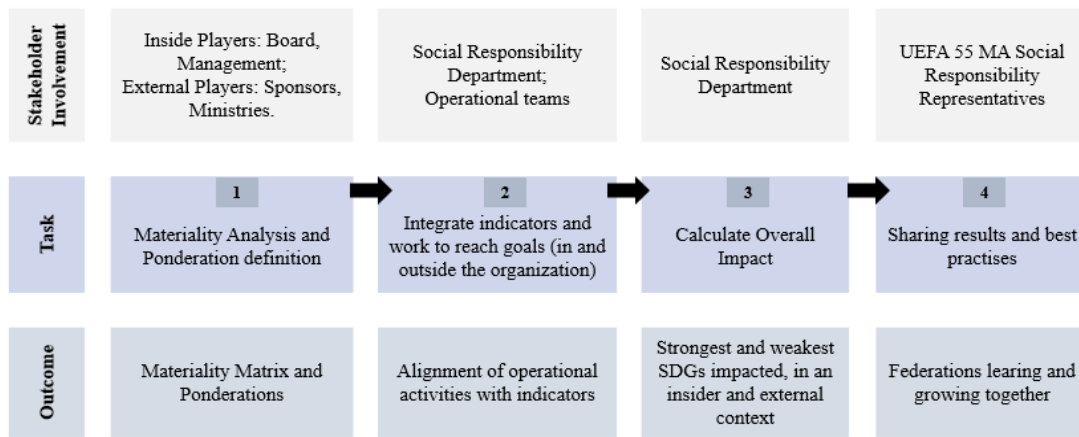 Stakeholder
Involvement
Inside Players: Board,
Management;
External Players: Sponsors,
Ministries.
Social Responsibility
Department;
Operational teams
Social Responsibility
Department
UEFA 55 MA Social
Responsibility
Representatives
Task
1
Materiality Analysis and
Ponderation definition
2
Integrate indicators and
work to reach goals (in and
outside the organization)
3
Calculate Overall
Impact
4
Sharing results and best
practises
Outcome
Materiality Matrix and
Ponderations
Alignment of operational
activities with indicators
Strongest and weakest
SDGs impacted, in an
insider and external
context
Federations learing and
growing together